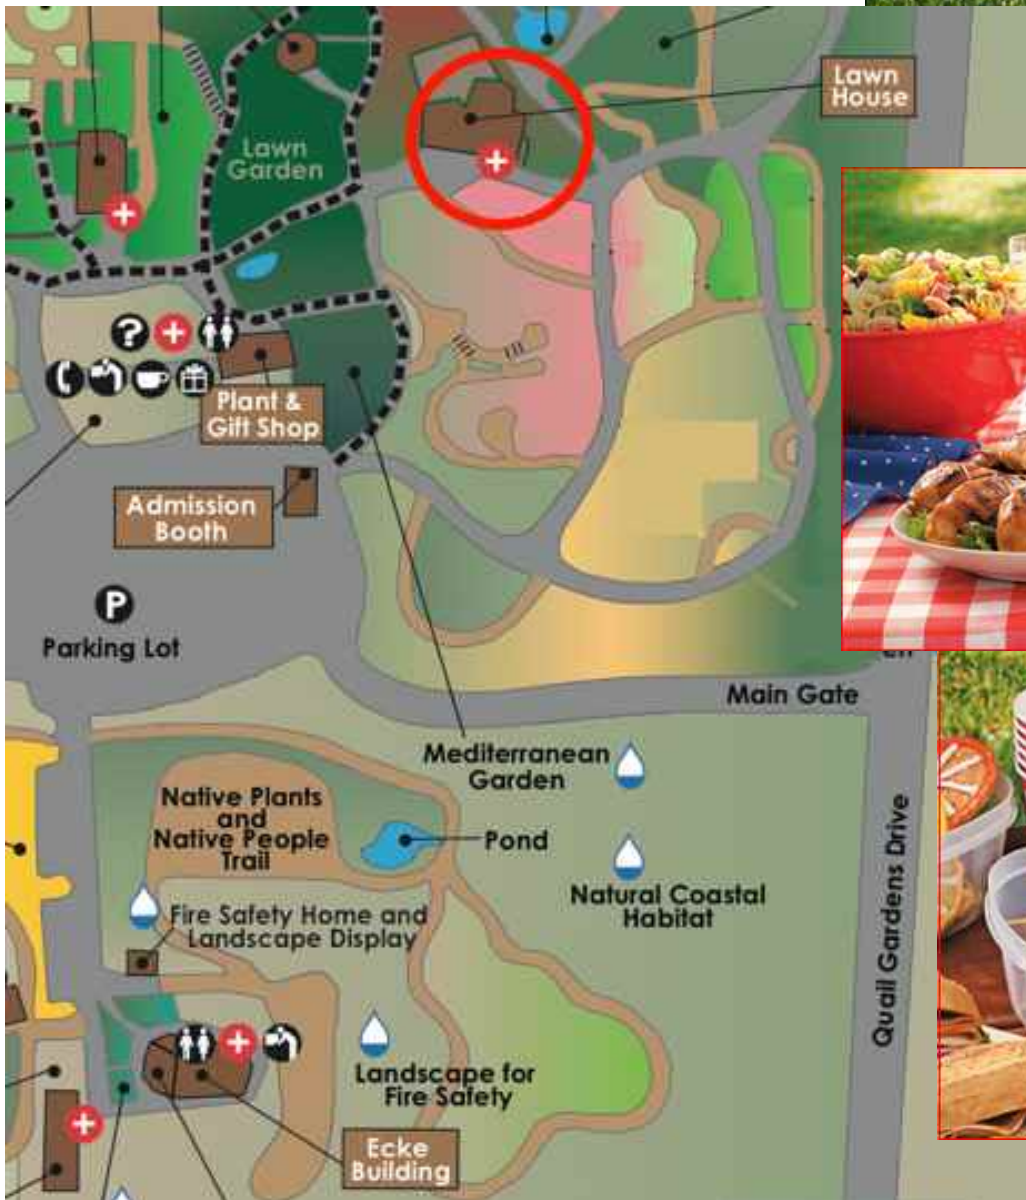 Lawn
House
Lawn
Garden
?
Plant &
Gift Shop
Admission
Booth
P
Parking Lot
Main Gate
Mediterranean
Garden
Native Plants
and
Native People
Trail
Pond
Natural Coastal
Habitat
Fire Safety Home and
Landscape Display
Quail Gardens Drive
Landscape for
Fire Safety
Ecke
Building